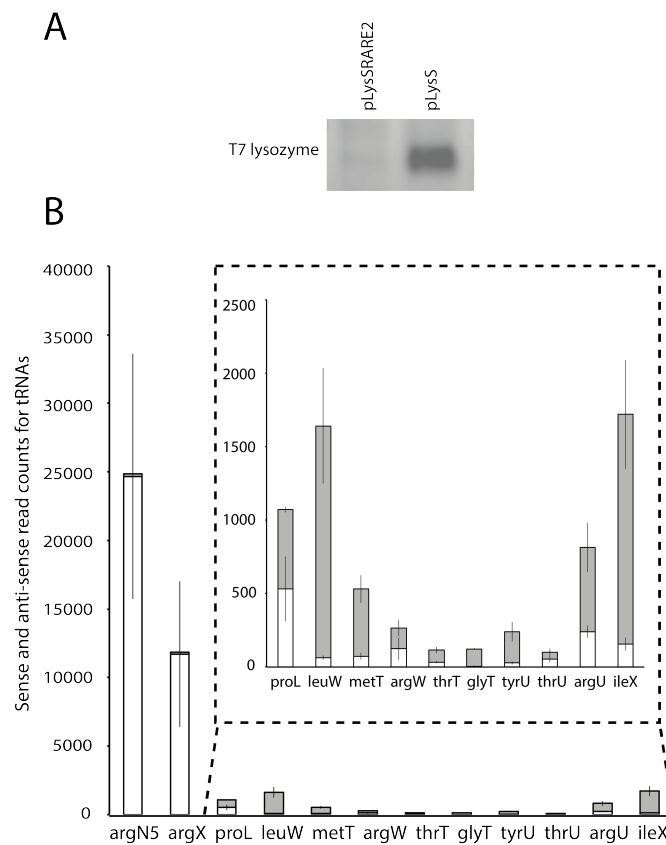 A
pLysSRARE2
pLysS
T7 lysozyme
B
Sense and anti-sense read counts for tRNAs
40000
35000
30000
25000
20000
15000
10000
5000
0
2500
2000
1500
1000
500
0
proL leuW metT argW thrT glyT tyrU thrU argU ileX
argN5 argX proL leuW metT argW thrT glyT tyrU thrU argU ileX